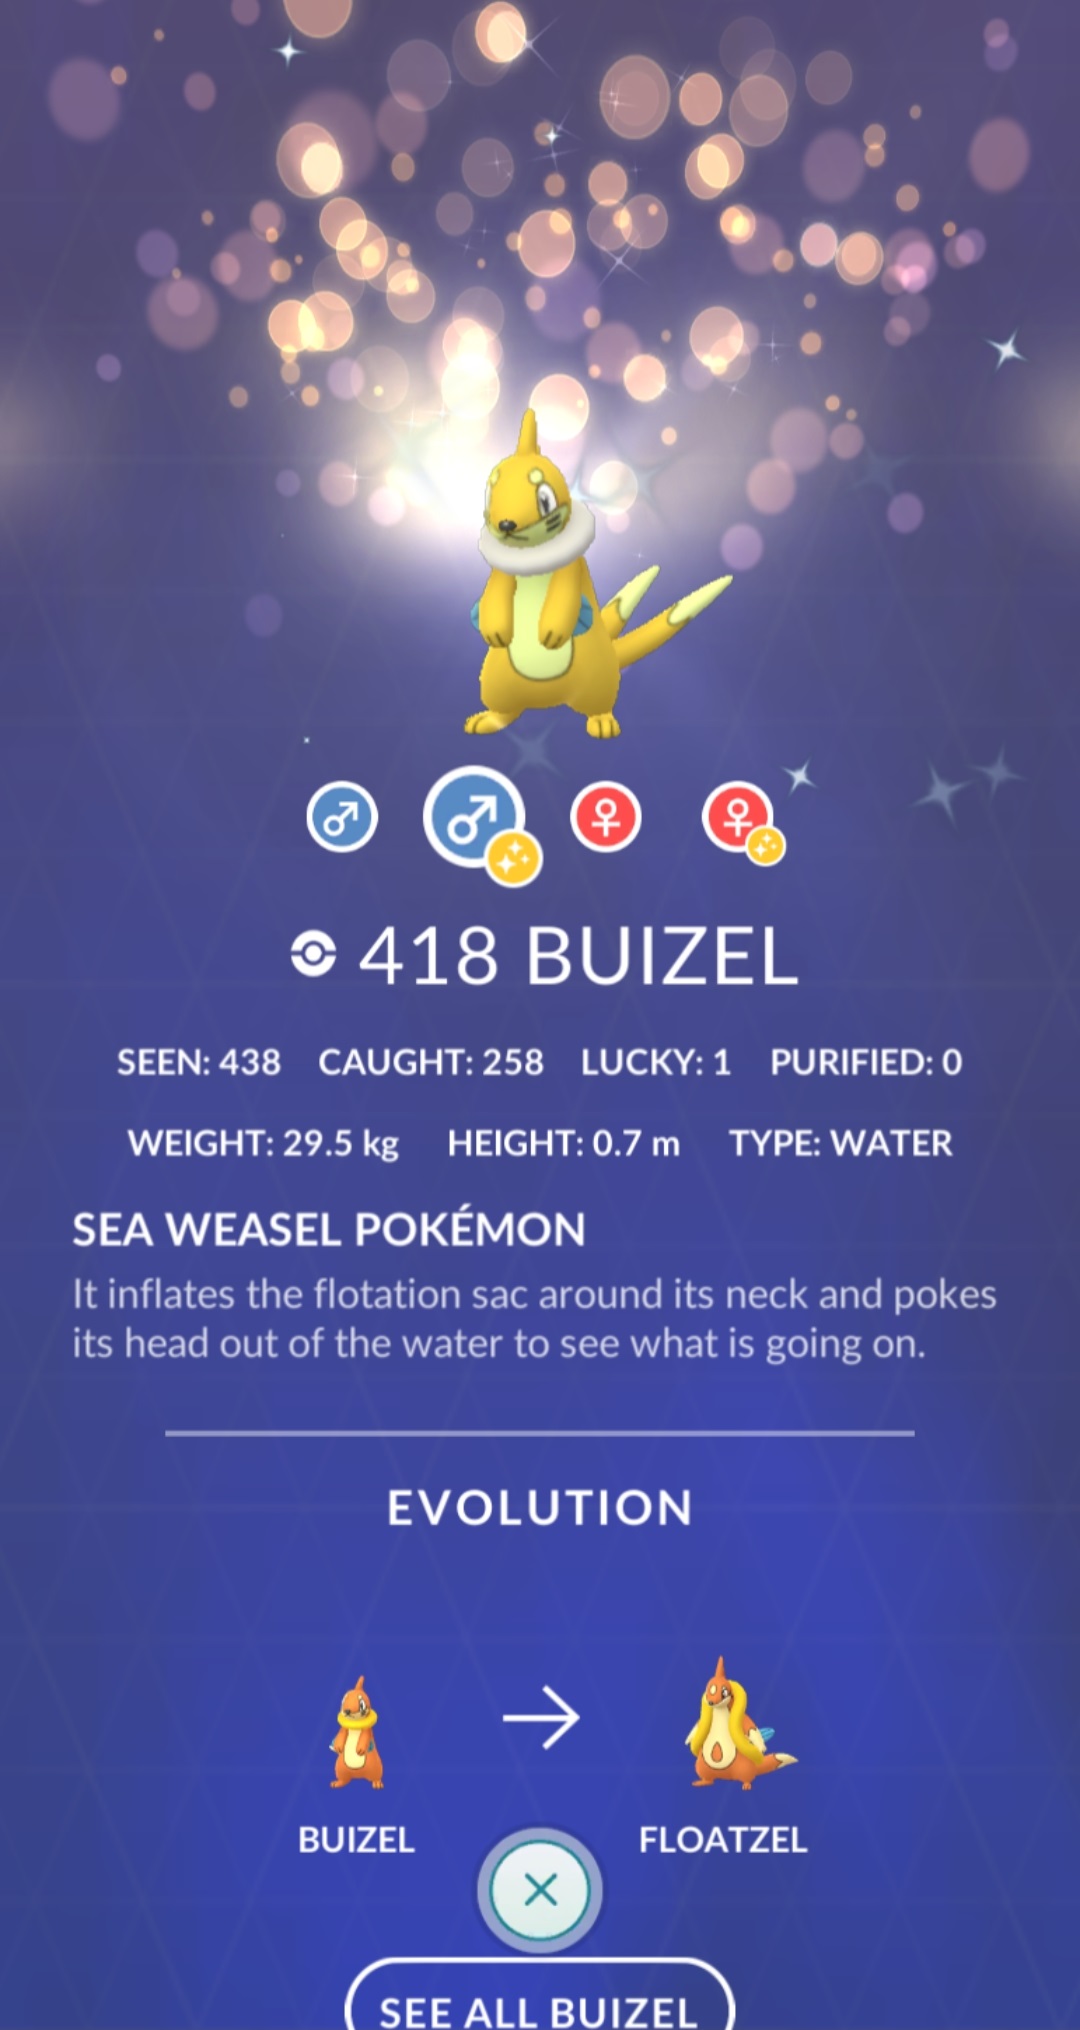 418 BUIZEL
SEEN: 438 CAUGHT: 258 LUCKY: 1 PURIFIED: 0
WEIGHT: 29.5 kg HEIGHT: 0.7 m TYPE: WATER
SEA WEASEL POKÉMON
It inflates the flotation sac around its neck and pokes
its head out of the water to see what is going on.
EVOLUTION
BUIZEL FLOATZEL
SEE ALL BUIZEL